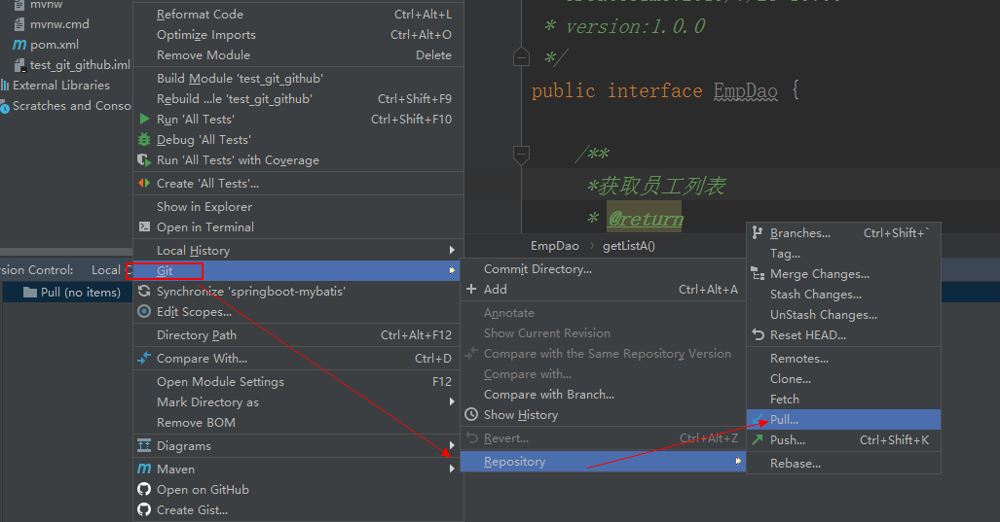 mvnw
mvnw.cmd
pom.xml
test_git_github.iml
External Libraries
Scratches and Conso
rsion Control:
Local C
Pull (no items)
Reformat Code Ctrl+Alt+L
Optimize Imports Ctrl+Alt+O
Remove Module Delete
Build Module 'test_git_github'
Rebuild ...le 'test_git_github' Ctrl+Shift+F9
Run 'All Tests' Ctrl+Shift+F10
Debug 'All Tests'
Run 'All Tests' with Coverage
Create 'All Tests'...
Show in Explorer
Open in Terminal
Local History
Git
Synchronize 'springboot-mybatis'
Edit Scopes...
Directory Path Ctrl+Alt+F12
Compare With... Ctrl+D
Open Module Settings F12
Mark Directory as
Remove BOM
Diagrams
Maven
Open on GitHub
Create Gist...
* version:1.0.0
*/
public interface EmpDao {
/**
*获取员工列表
* @return
EmpDao getListA()
Commit Directory...
Add Ctrl+Alt+A
Annotate
Show Current Revision
Compare with the Same Repository Version
Compare with...
Compare with Branch...
Show History
Revert... Ctrl+Alt+Z
Repository
Branches... Ctrl+Shift+`
Tag...
Merge Changes...
Stash Changes...
UnStash Changes...
Reset HEAD...
Remotes...
Clone...
Fetch
Pull...
Push... Ctrl+Shift+K
Rebase...